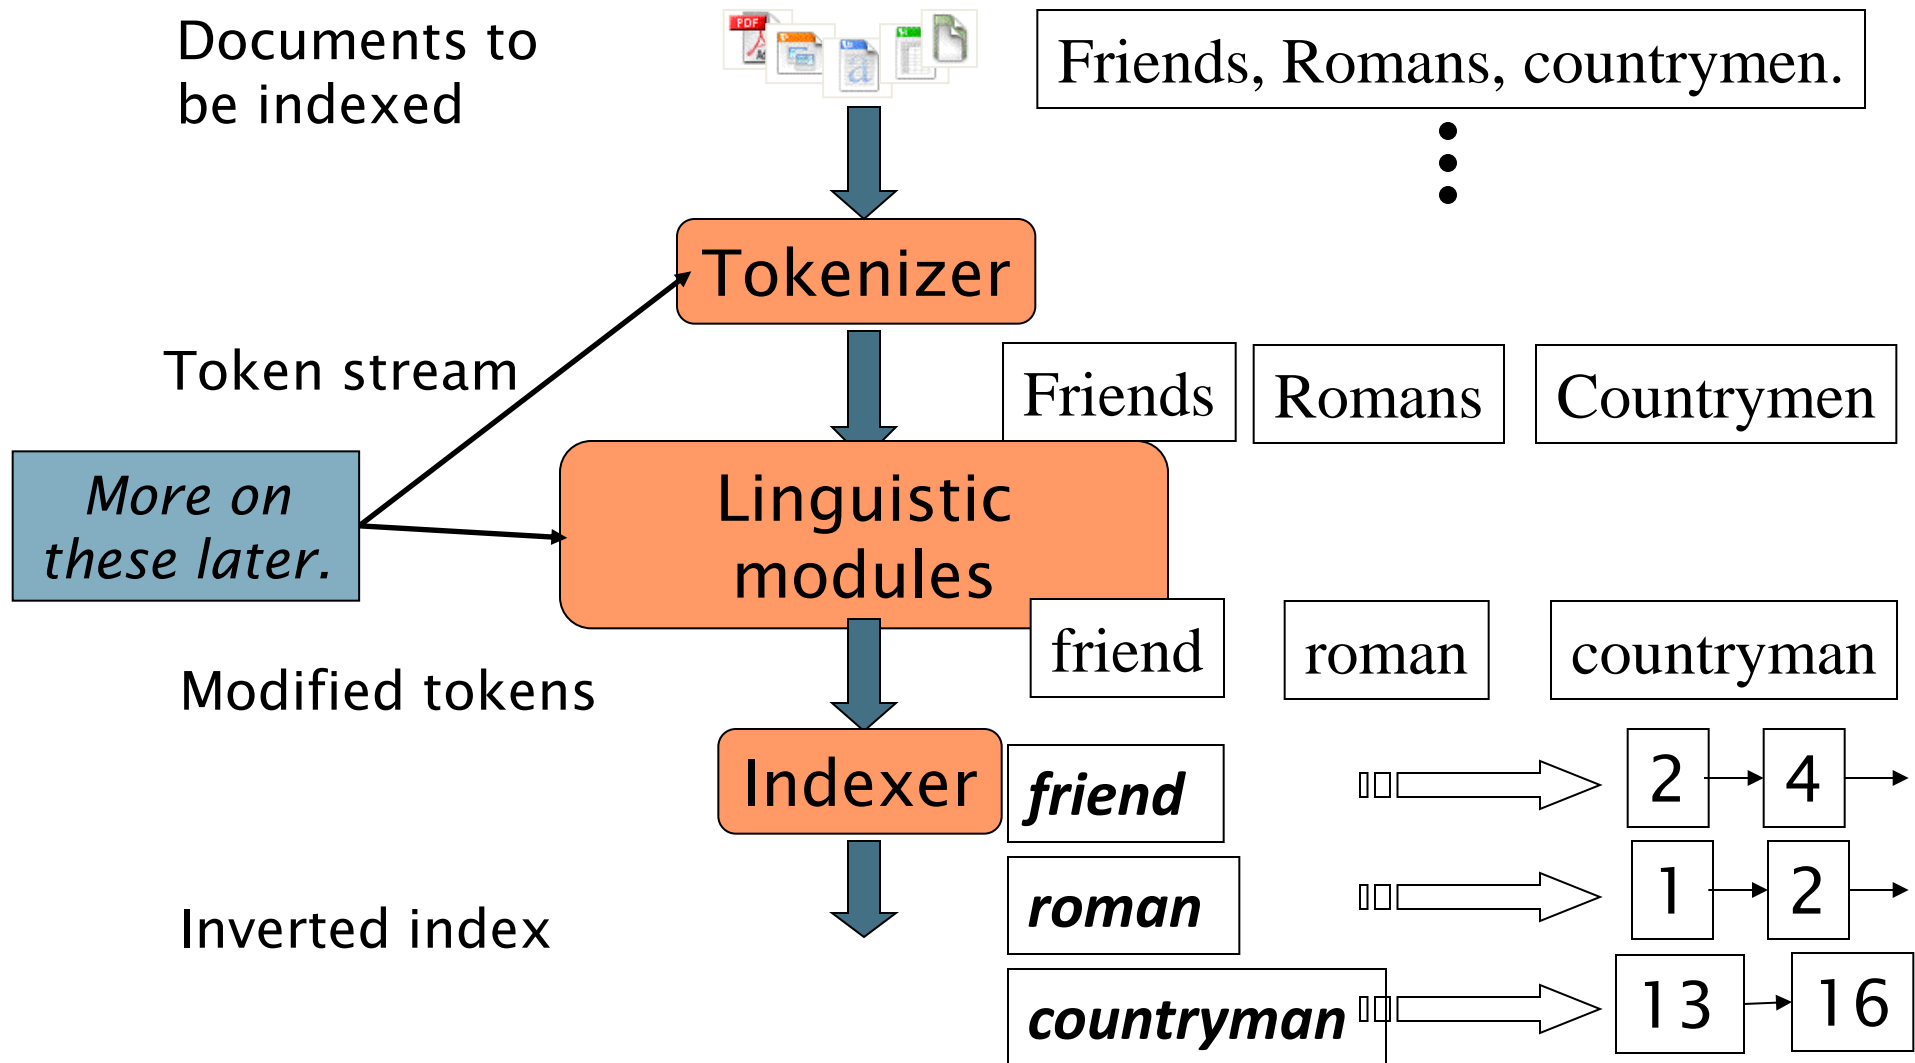 Documents to
be indexed
PDF
Friends, Romans, countrymen.
Tokenizer
Token stream
Friends
Romans
Countrymen
More on
these later.
Linguistic
modules
friend
roman
countryman
Modified tokens
Indexer
friend
2
4
roman
1
2
Inverted index
countryman
13
16